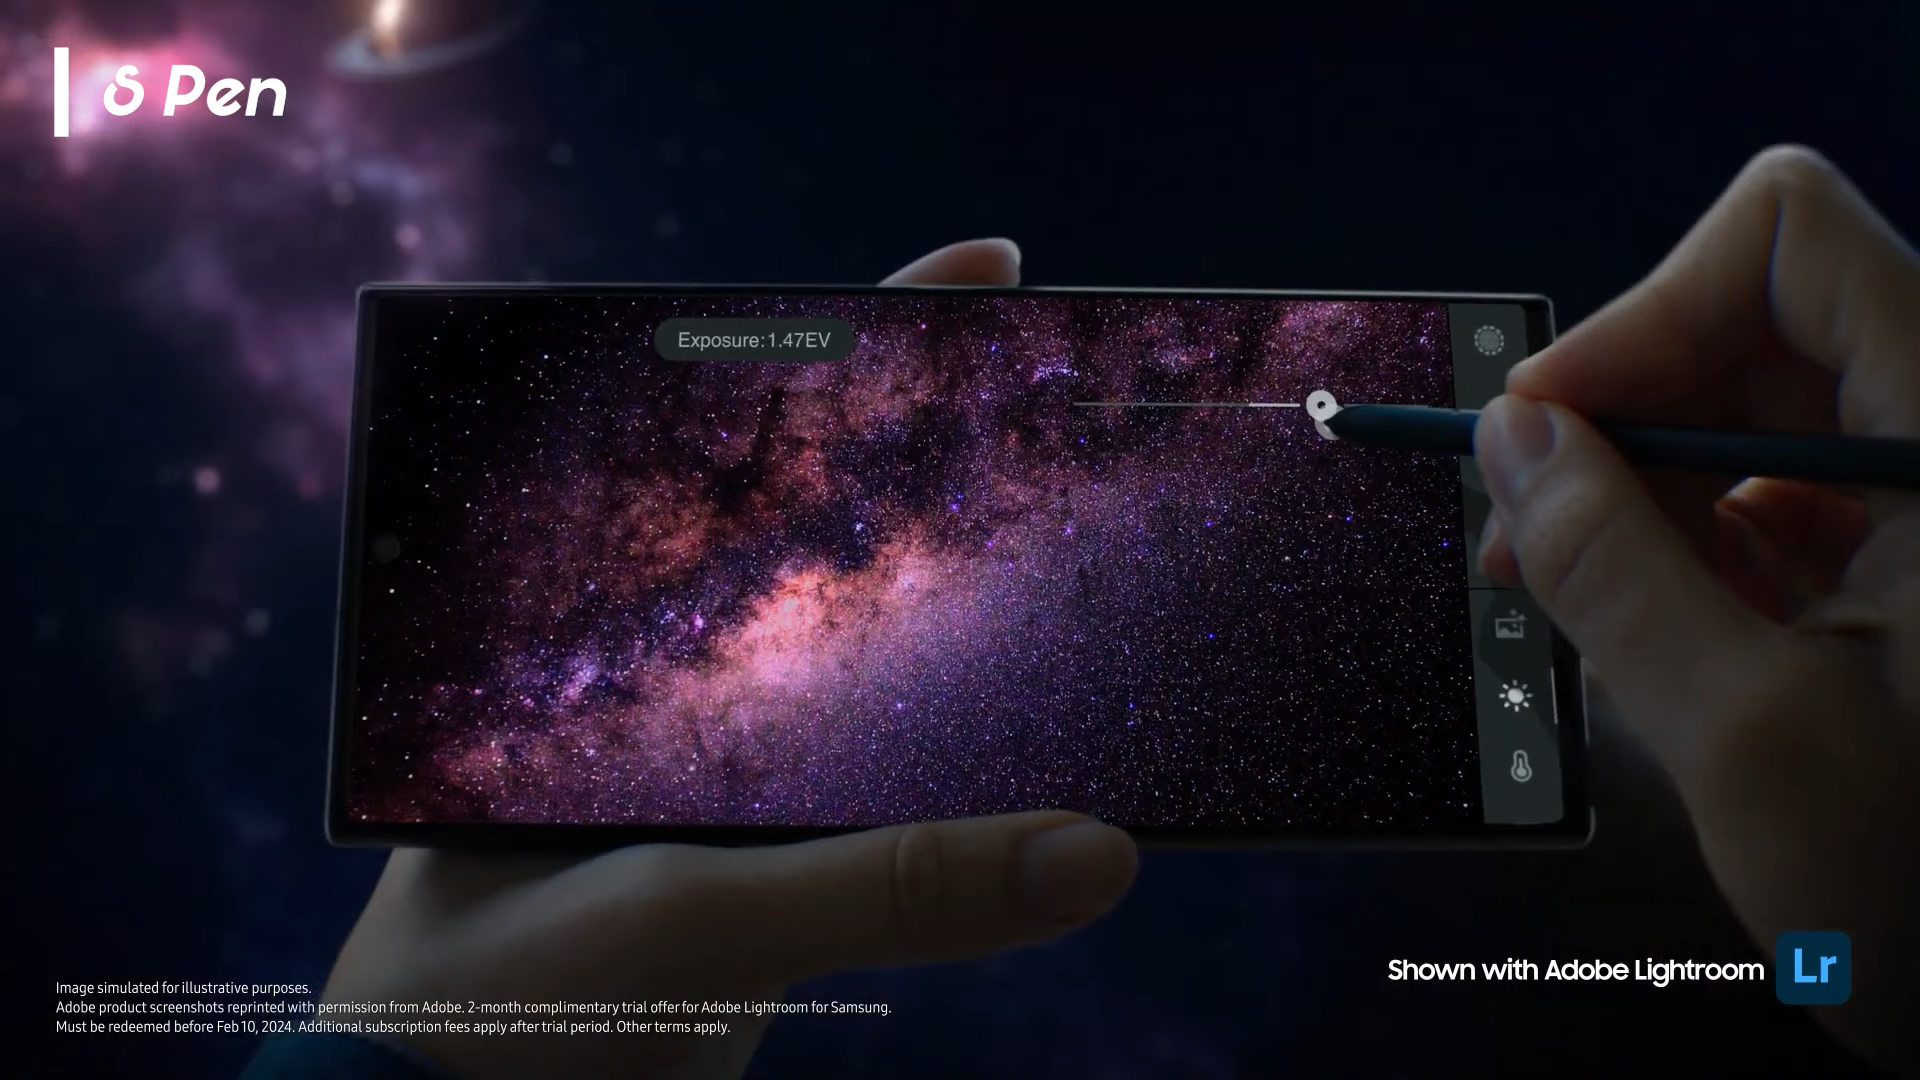 S Pen
Exposure:1.47EV
Shown with Adobe Lightroom Lr
Image simulated for illustrative purposes.
Adobe product screenshots reprinted with permission from Adobe. 2-month complimentary trial offer for Adobe Lightroom for Samsung.
Must be redeemed before Feb 10, 2024. Additional subscription fees apply after trial period. Other terms apply.